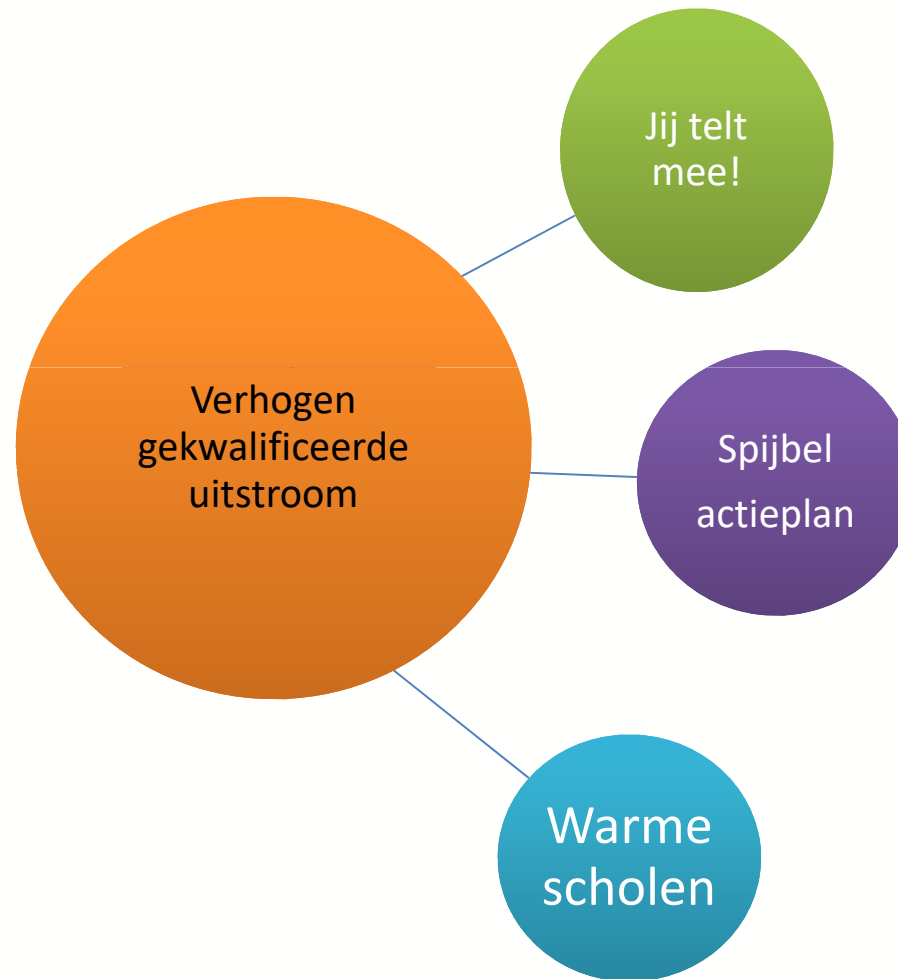 Jij telt
mee!
Verhogen
gekwalificeerde
uitstroom
Spijbel
actieplan
Warme
scholen